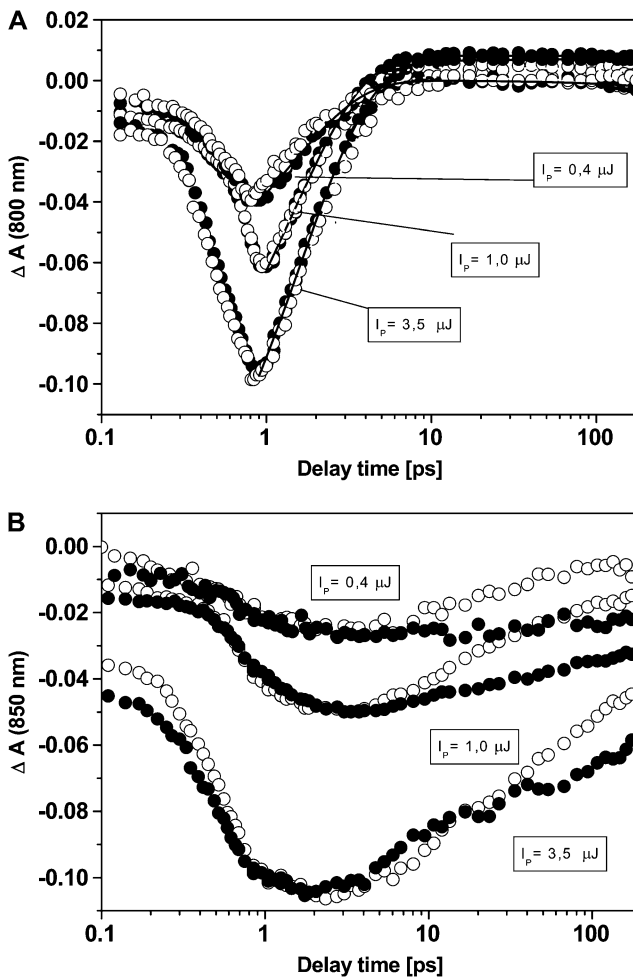 A
0.02
0.00
-0.02
-0.04
-0.06
-0.08
-0.10
Δ A (800 nm)
I_P= 0,4 μJ
I_P= 1,0 μJ
I_P= 3,5 μJ
0.1 1 10 100
Delay time [ps]
B
0.00
-0.02
-0.04
-0.06
-0.08
-0.10
Δ A (850 nm)
I_P= 0,4 μJ
I_P= 1,0 μJ
I_P= 3,5 μJ
0.1 1 10 100
Delay time [ps]